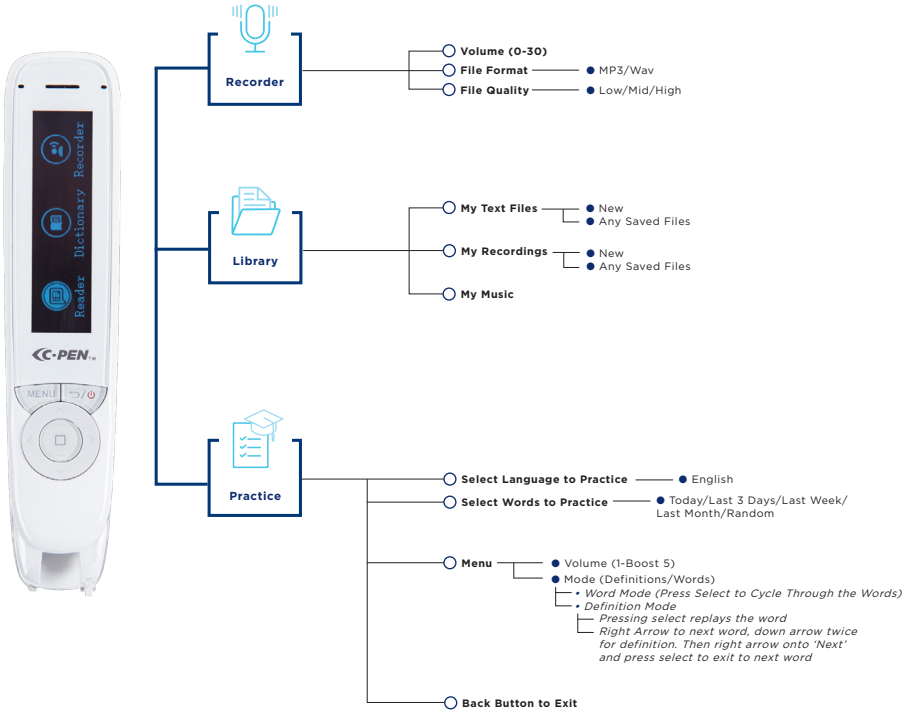 Recorder
Volume (0-30)
File Format
MP3/Wav
File Quality
Low/Mid/High
Reader Dictionary Recorder
C-PEN™
MENU
Library
My Text Files
New
Any Saved Files
My Recordings
New
Any Saved Files
My Music
Practice
Select Language to Practice
English
Select Words to Practice
Today/Last 3 Days/Last Week/
Last Month/Random
Menu
Volume (1-Boost 5)
Mode (Definitions/Words)
Word Mode (Press Select to Cycle Through the Words)
Definition Mode
Pressing select replays the word
Right Arrow to next word, down arrow twice
for definition. Then right arrow onto ‘Next’
and press select to exit to next word
Back Button to Exit